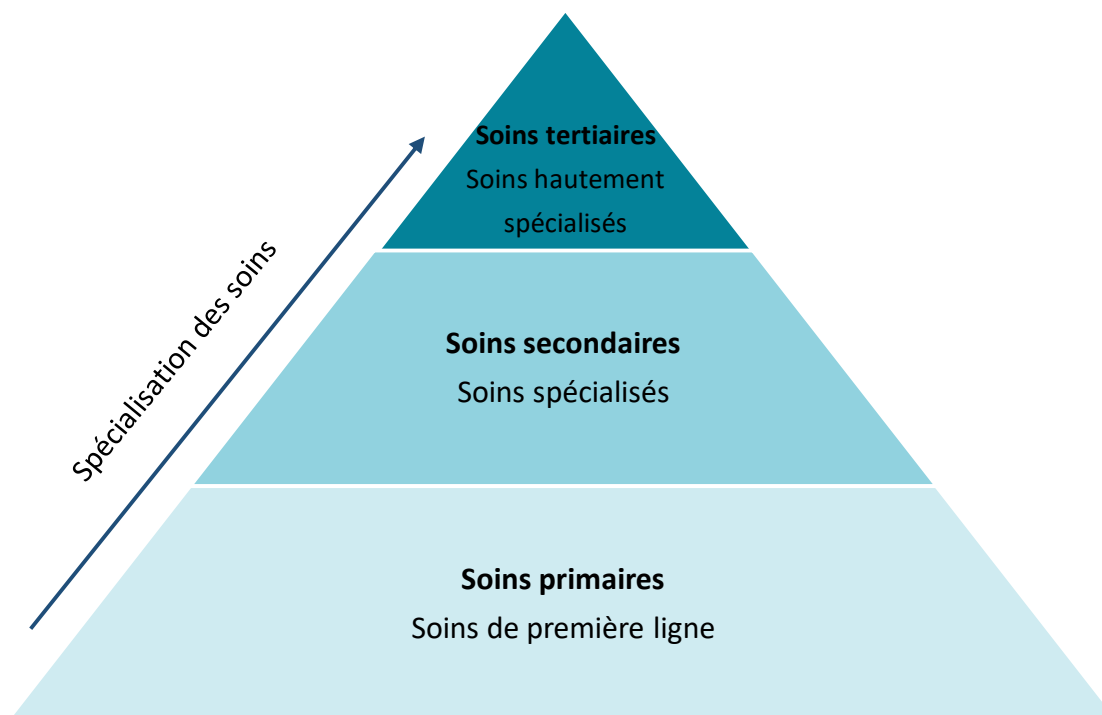 Soins tertiaires
Soins hautement
spécialisés
Spécialisation des soins
Soins secondaires
Soins spécialisés
Soins primaires
Soins de première ligne